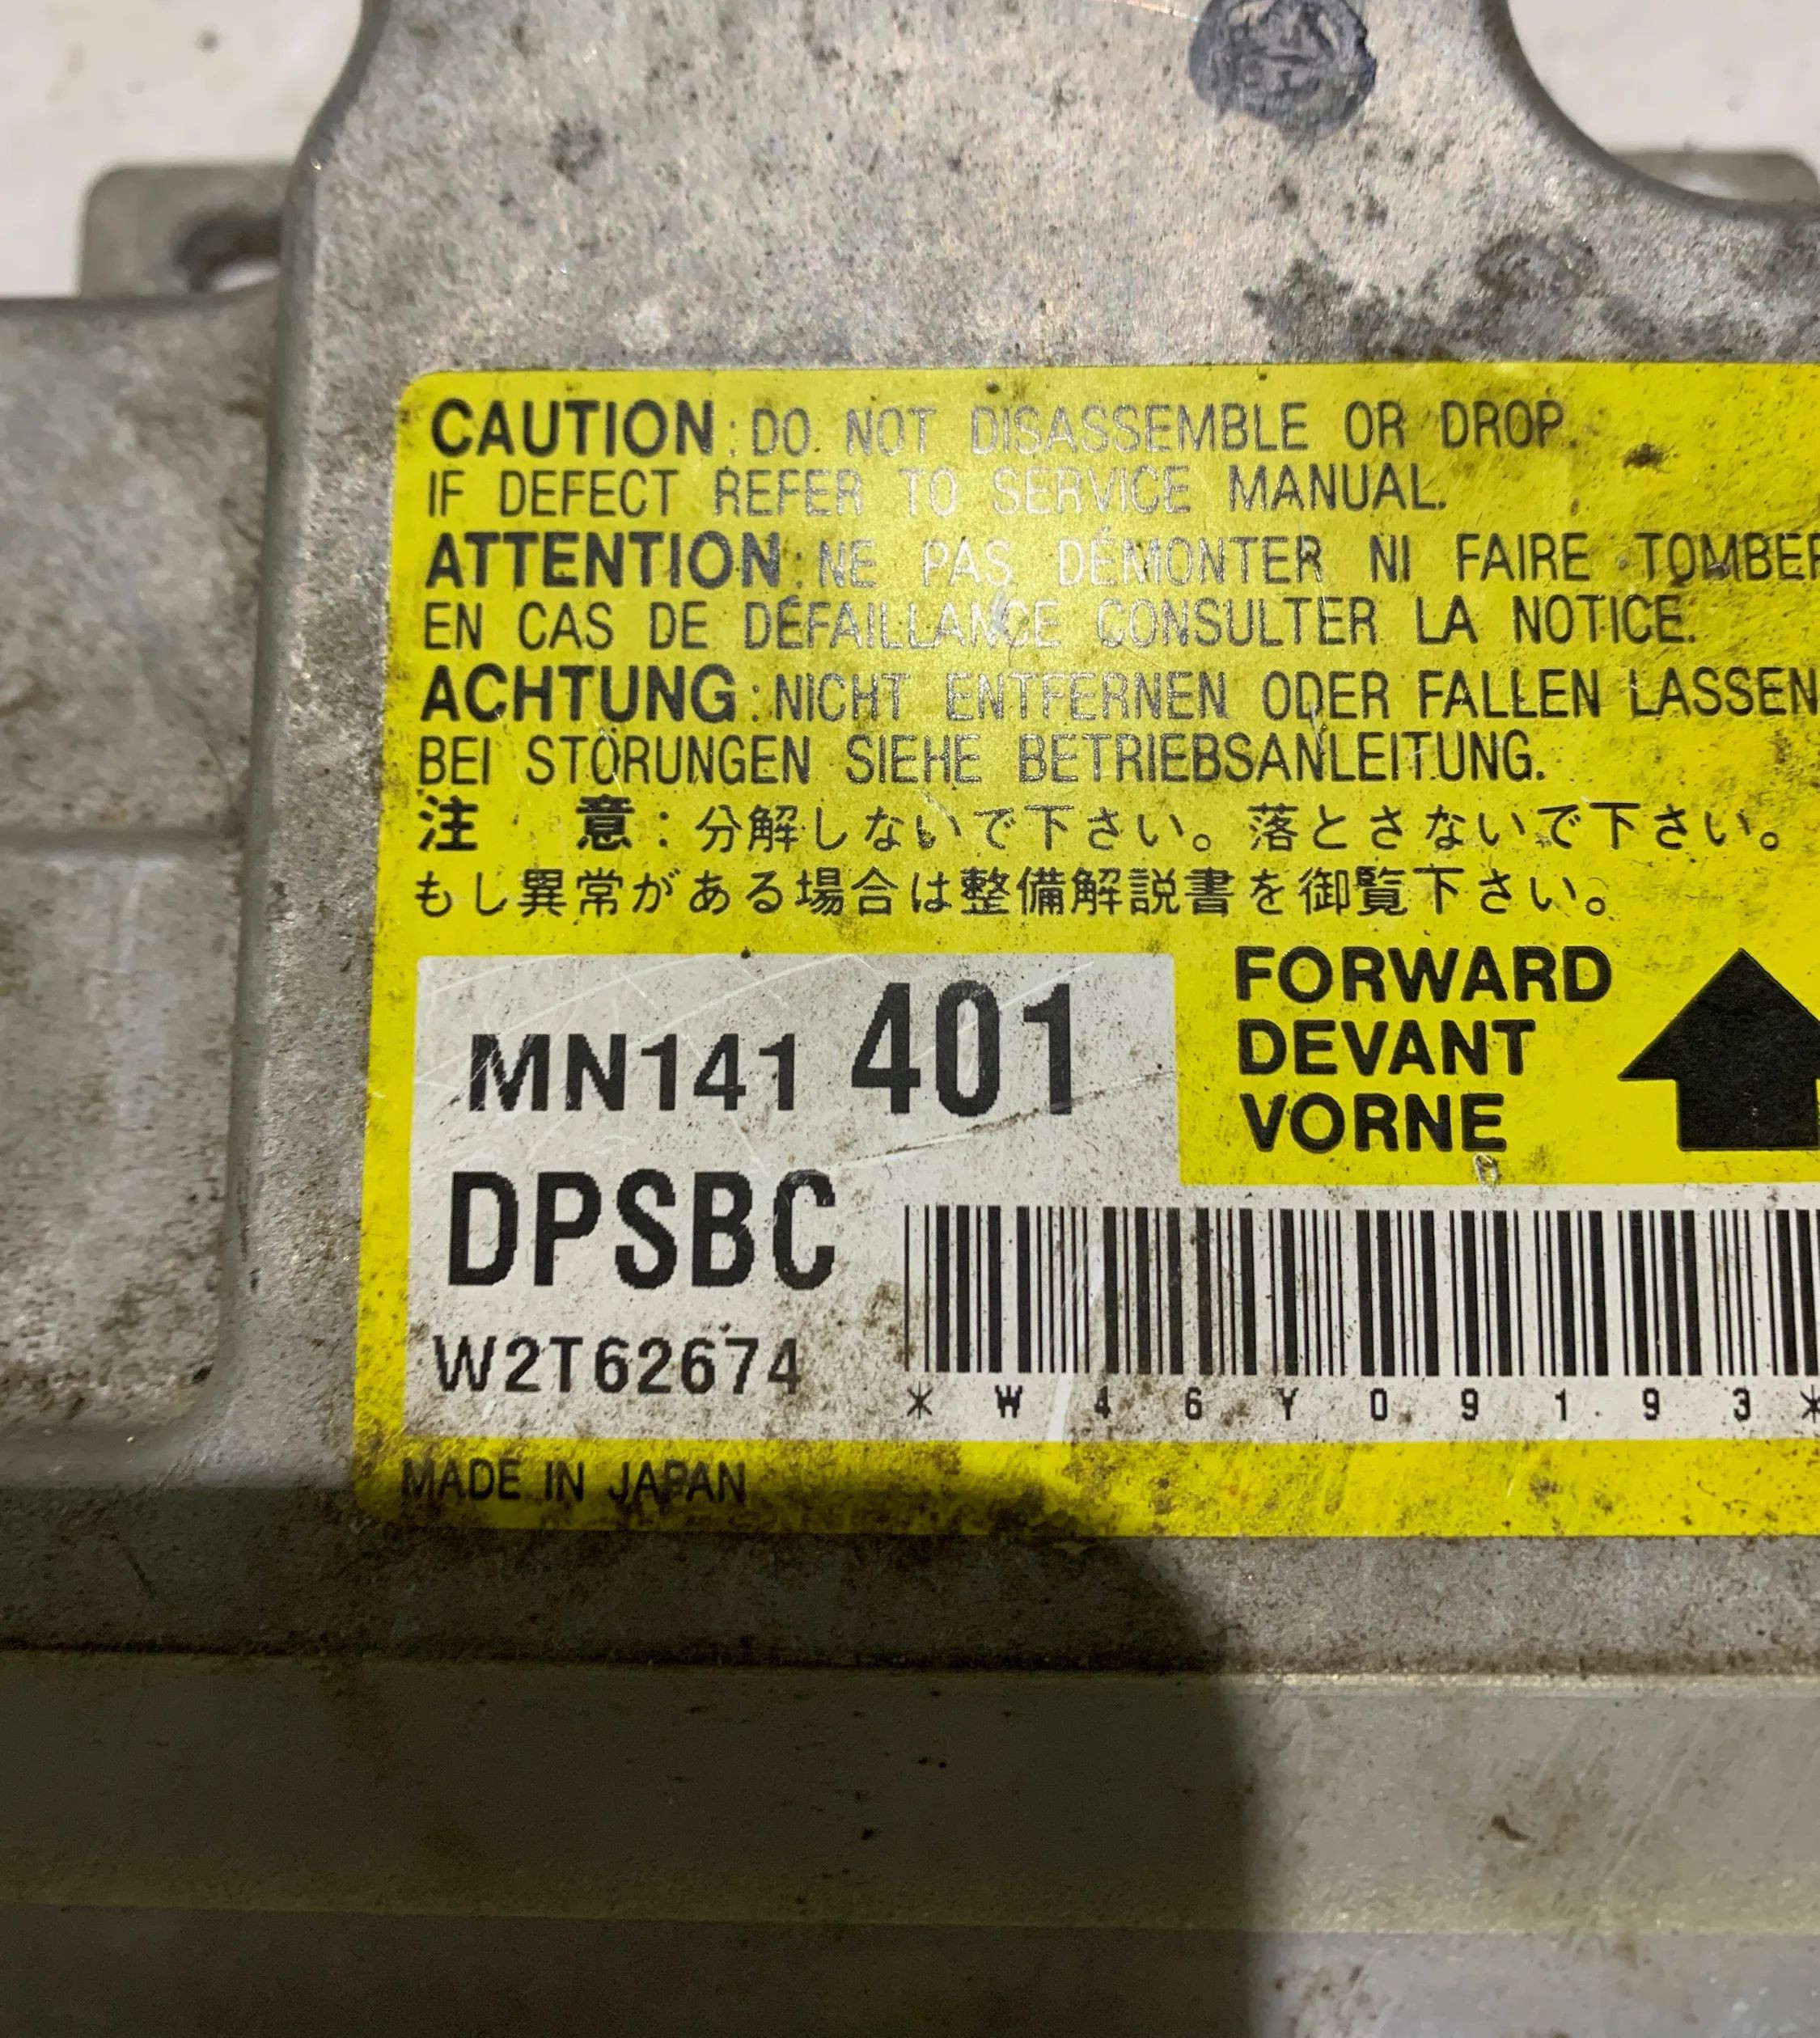 CAUTION:DO NOT DISASSEMBLE OR DROP.
IF DEFECT REFER TO SERVICE MANUAL.
ATTENTION:NE PAS DÉMONTER NI FAIRE TOMBER
EN CAS DE DÉFAILLANCE CONSULTER LA NOTICE.
ACHTUNG:NICHT ENTFERNEN ODER FALLEN LASSEN
BEI STÖRUNGEN SIEHE BETRIEBSANLEITUNG.
注 意:分解しないで下さい。落とさないで下さい。
もし異常がある場合は整備解説書を御覧下さい。
MN141 401
FORWARD
DEVANT
VORNE
DPSBC
W2T62674
*W46Y09193*
MADE IN JAPAN